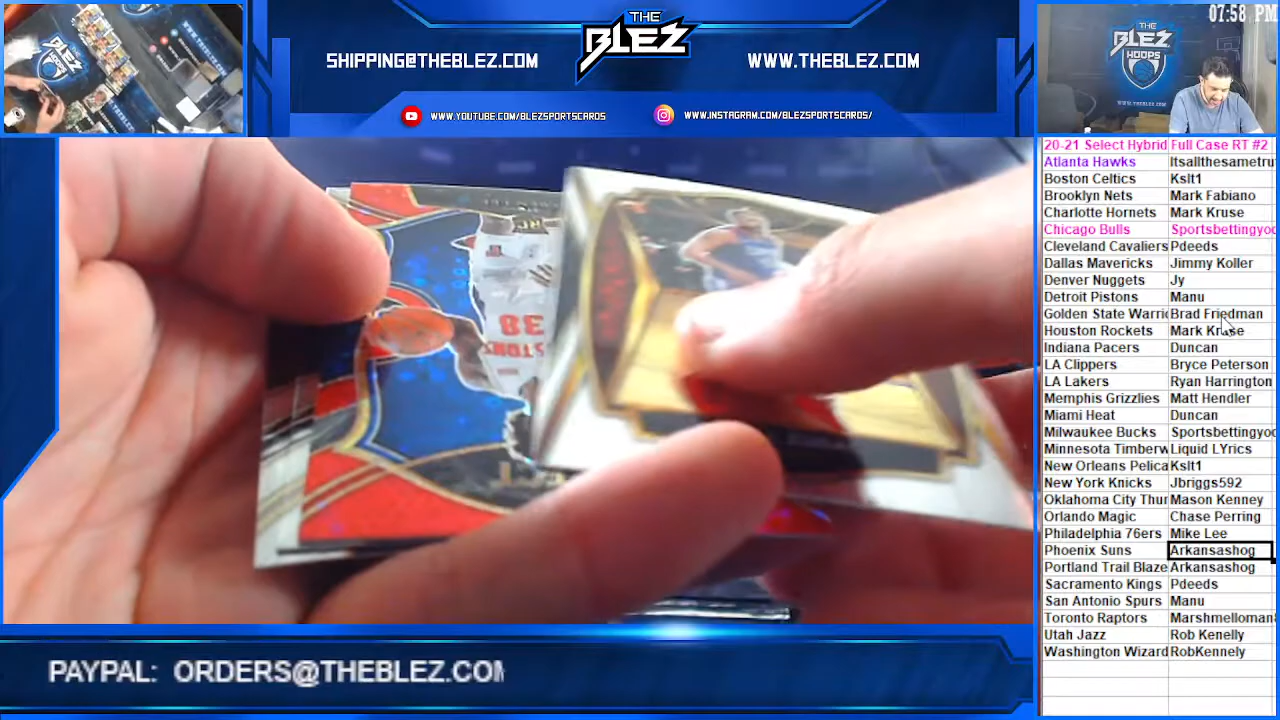 THE
BLEZ
SHIPPING@THEBLEZ.COM
WWW.THEBLEZ.COM
WWW.YOUTUBE.COM/BLEZSPORTSCARDS
WWW.INSTAGRAM.COM/BLEZSPORTSCARDS/
07:58 PM
THE
BLEZ
HOOPS
20-21 Select Hybrid Full Case RT #2
Atlanta Hawks Itsallthesametru
Boston Celtics Kslt1
Brooklyn Nets Mark Fabiano
Charlotte Hornets Mark Kruse
Chicago Bulls Sportsbettingyoo
Cleveland Cavaliers Pdeeds
Dallas Mavericks Jimmy Koller
Denver Nuggets Jy
Detroit Pistons Manu
Golden State Warric Brad Friedman
Houston Rockets Mark Kruse
Indiana Pacers Duncan
LA Clippers Bryce Peterson
LA Lakers Ryan Harrington
Memphis Grizzlies Matt Hendler
Miami Heat Duncan
Milwaukee Bucks Sportsbettingyoo
Minnesota Timberw Liquid LYrics
New Orleans Pelica Kslt1
New York Knicks Jbriggs592
Oklahoma City Thur Mason Kenney
Orlando Magic Chase Perring
Philadelphia 76ers Mike Lee
Phoenix Suns Arkansashog
Portland Trail Blaze Arkansashog
Sacramento Kings Pdeeds
San Antonio Spurs Manu
Toronto Raptors Marshmelloman
Utah Jazz Rob Kenelly
Washington Wizard RobKennely
38
PAYPAL: ORDERS@THEBLEZ.COM